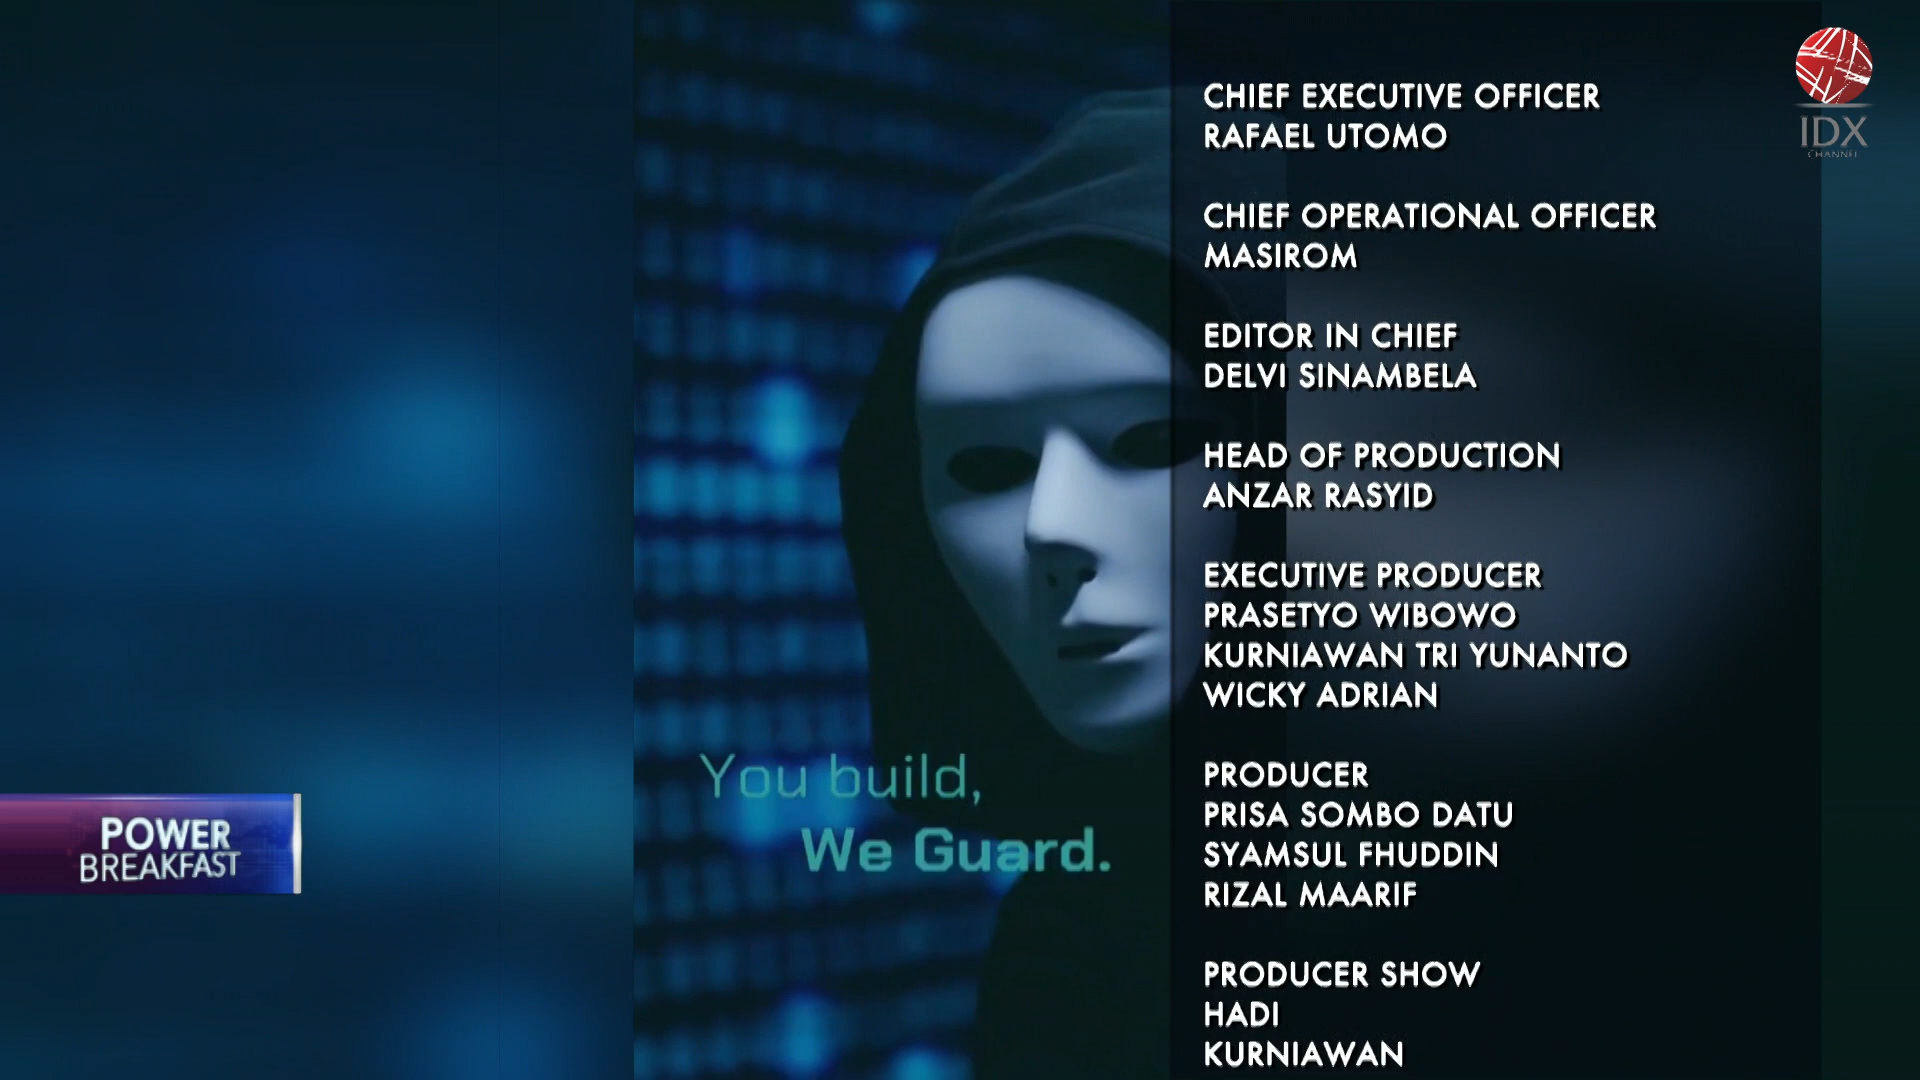 CHIEF EXECUTIVE OFFICER
RAFAEL UTOMO
CHIEF OPERATIONAL OFFICER
MASIROM
EDITOR IN CHIEF
DELVI SINAMBELA
HEAD OF PRODUCTION
ANZAR RASYID
EXECUTIVE PRODUCER
PRASETYO WIBOWO
KURNIAWAN TRI YUNANTO
WICKY ADRIAN
PRODUCER
PRISA SOMBO DATU
SYAMSUL FHUDDIN
RIZAL MAARIF
PRODUCER SHOW
HADI
KURNIAWAN
IDX
CHANNEL
You build,
We Guard.
POWER
BREAKFAST